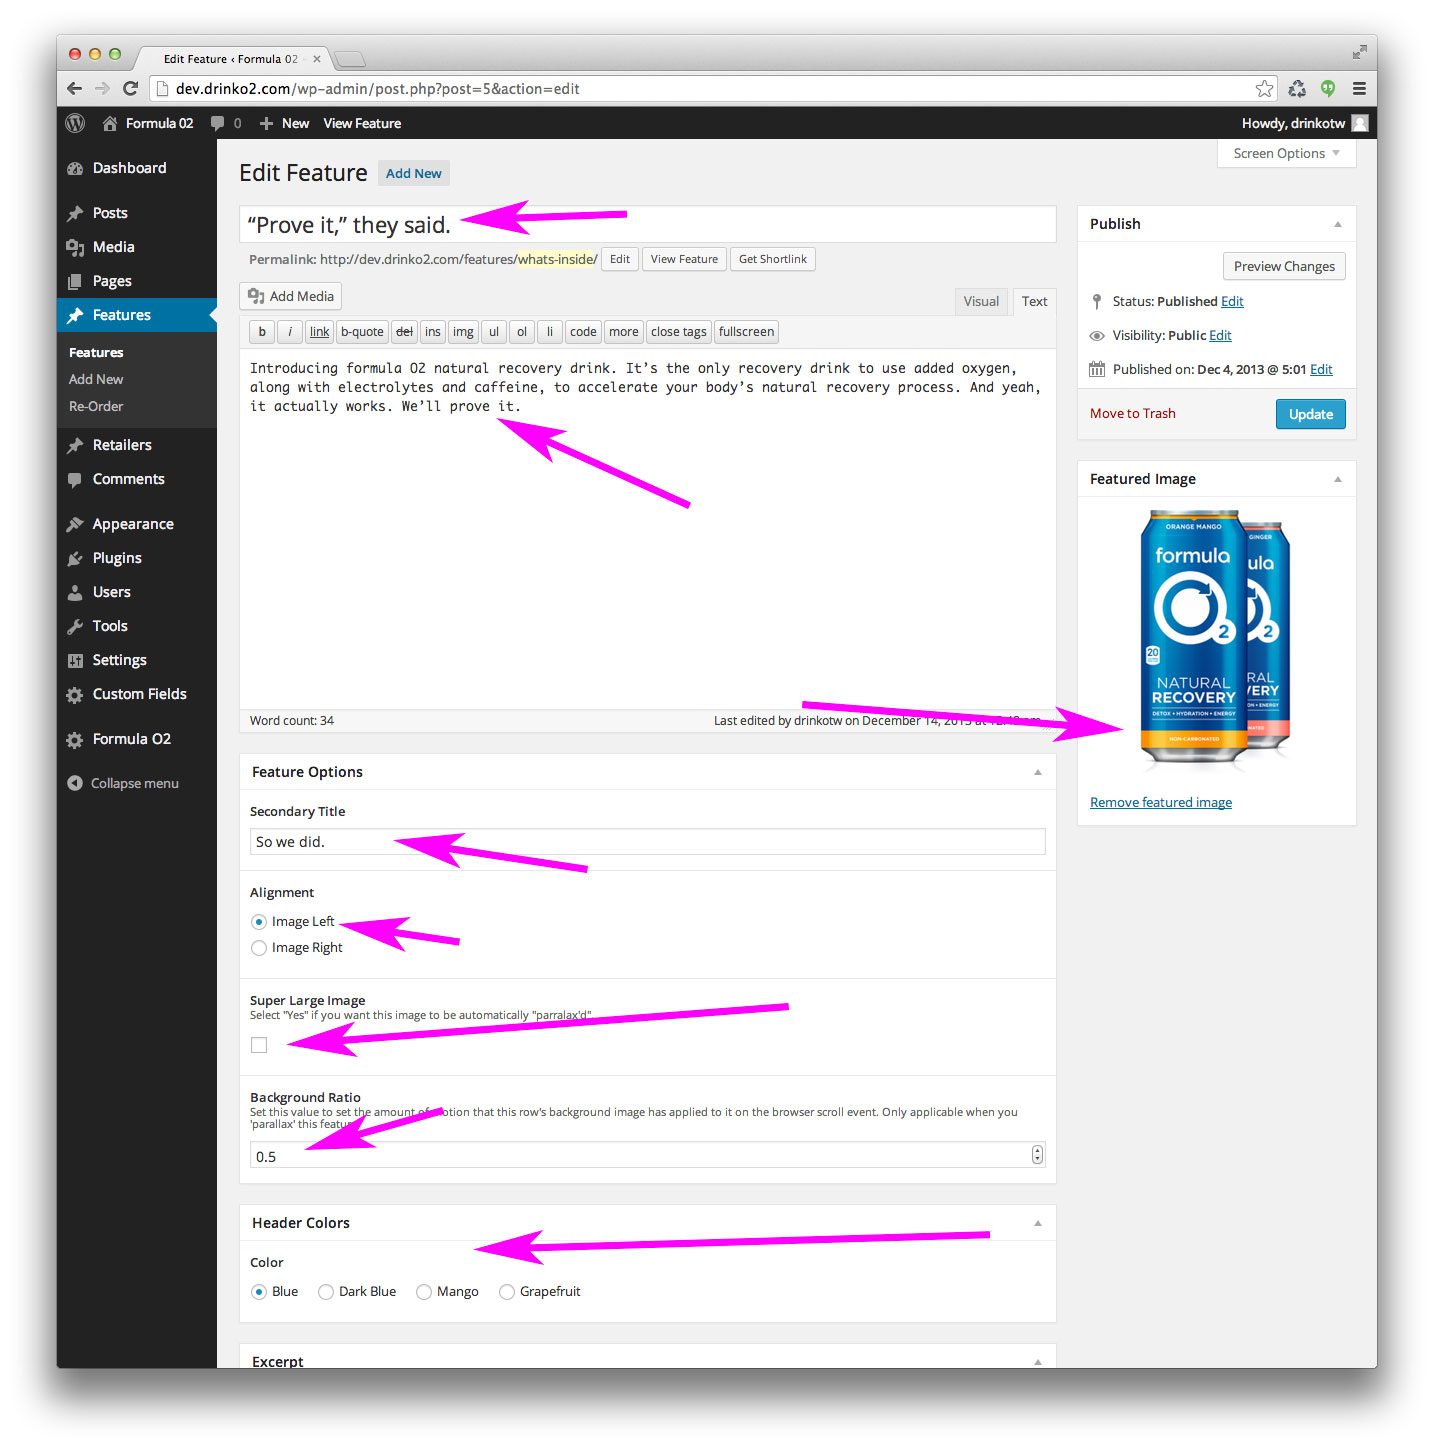 Edit Feature ‹ Formula 02
dev.drinko2.com/wp-admin/post.php?post=5&action=edit
Formula 02 0 New View Feature Howdy, drinkotw
Screen Options
Dashboard
Posts
Media
Pages
Features
Features
Add New
Re-Order
Retailers
Comments
Appearance
Plugins
Users
Tools
Settings
Custom Fields
Formula O2
Collapse menu
Edit Feature Add New
“Prove it,” they said.
Permalink: http://dev.drinko2.com/features/whats-inside/ Edit View Feature Get Shortlink
Add Media Visual Text
b i link b-quote del ins img ul ol li code more close tags fullscreen
Introducing formula O2 natural recovery drink. It’s the only recovery drink to use added oxygen,
along with electrolytes and caffeine, to accelerate your body’s natural recovery process. And yeah,
it actually works. We’ll prove it.
Word count: 34 Last edited by drinkotw on December 14, 2013 at
Feature Options
Secondary Title
So we did.
Alignment
Image Left
Image Right
Super Large Image
Select "Yes" if you want this image to be automatically "parralax'd".
Background Ratio
Set this value to set the amount of motion that this row's background image has applied to it on the browser scroll event. Only applicable when you
'parallax' this
0.5
Header Colors
Color
Blue Dark Blue Mango Grapefruit
Excerpt
Publish
Preview Changes
Status: Published Edit
Visibility: Public Edit
Published on: Dec 4, 2013 @ 5:01 Edit
Move to Trash Update
Featured Image
ORANGE MANGO
formula
O2
20
NATURAL
RECOVERY
DETOX • HYDRATION • ENERGY
NON-CARBONATED
GINGER
ula
2
RAL
VERY
ENERGY
Remove featured image